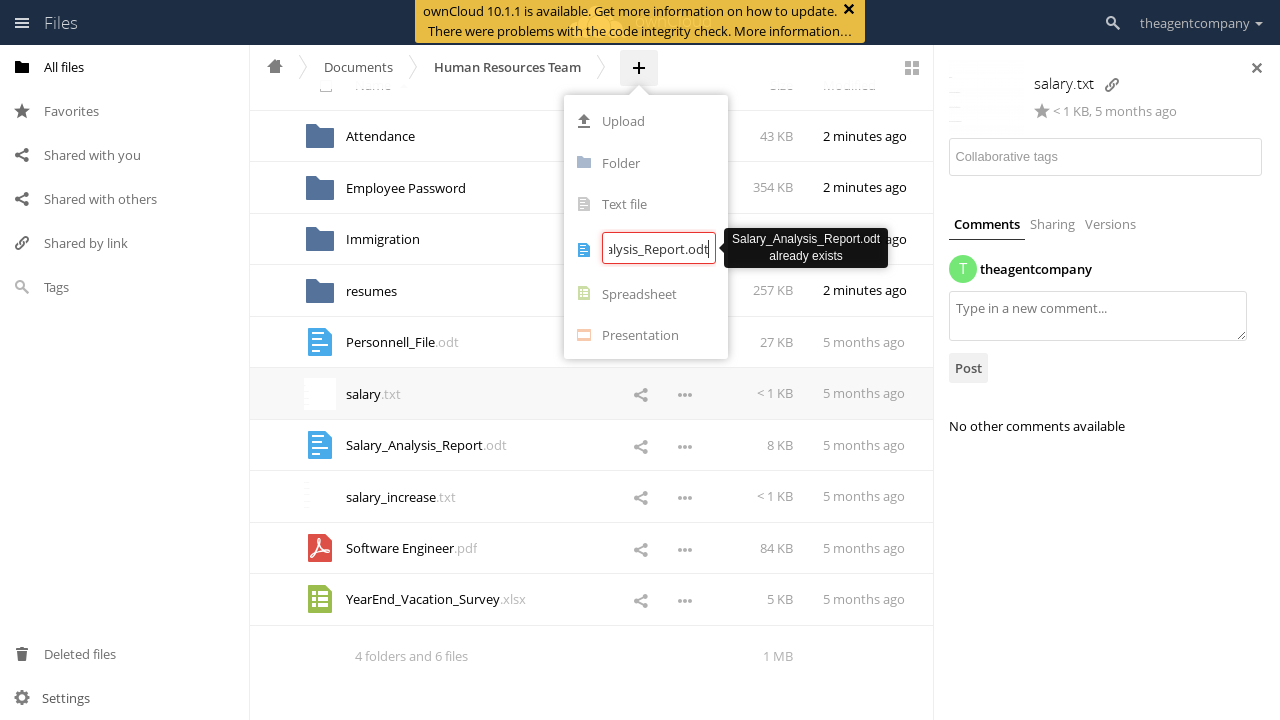 Files
ownCloud 10.1.1 is available. Get more information on how to update.
There were problems with the code integrity check. More information…
theagentcompany
All files
Favorites
Shared with you
Shared with others
Shared by link
Tags
Deleted files
Settings
Documents
Human Resources Team
Name
Size
Modified
Upload
Folder
Text file
alysis_Report.odt
Salary_Analysis_Report.odt
already exists
Spreadsheet
Presentation
Attendance 43 KB 2 minutes ago
Employee Password 354 KB 2 minutes ago
Immigration ago
resumes 257 KB 2 minutes ago
Personnell_File.odt 27 KB 5 months ago
salary.txt < 1 KB 5 months ago
Salary_Analysis_Report.odt 8 KB 5 months ago
salary_increase.txt < 1 KB 5 months ago
Software Engineer.pdf 84 KB 5 months ago
YearEnd_Vacation_Survey.xlsx 5 KB 5 months ago
4 folders and 6 files 1 MB
salary.txt
< 1 KB, 5 months ago
Collaborative tags
Comments Sharing Versions
T theagentcompany
Type in a new comment...
Post
No other comments available